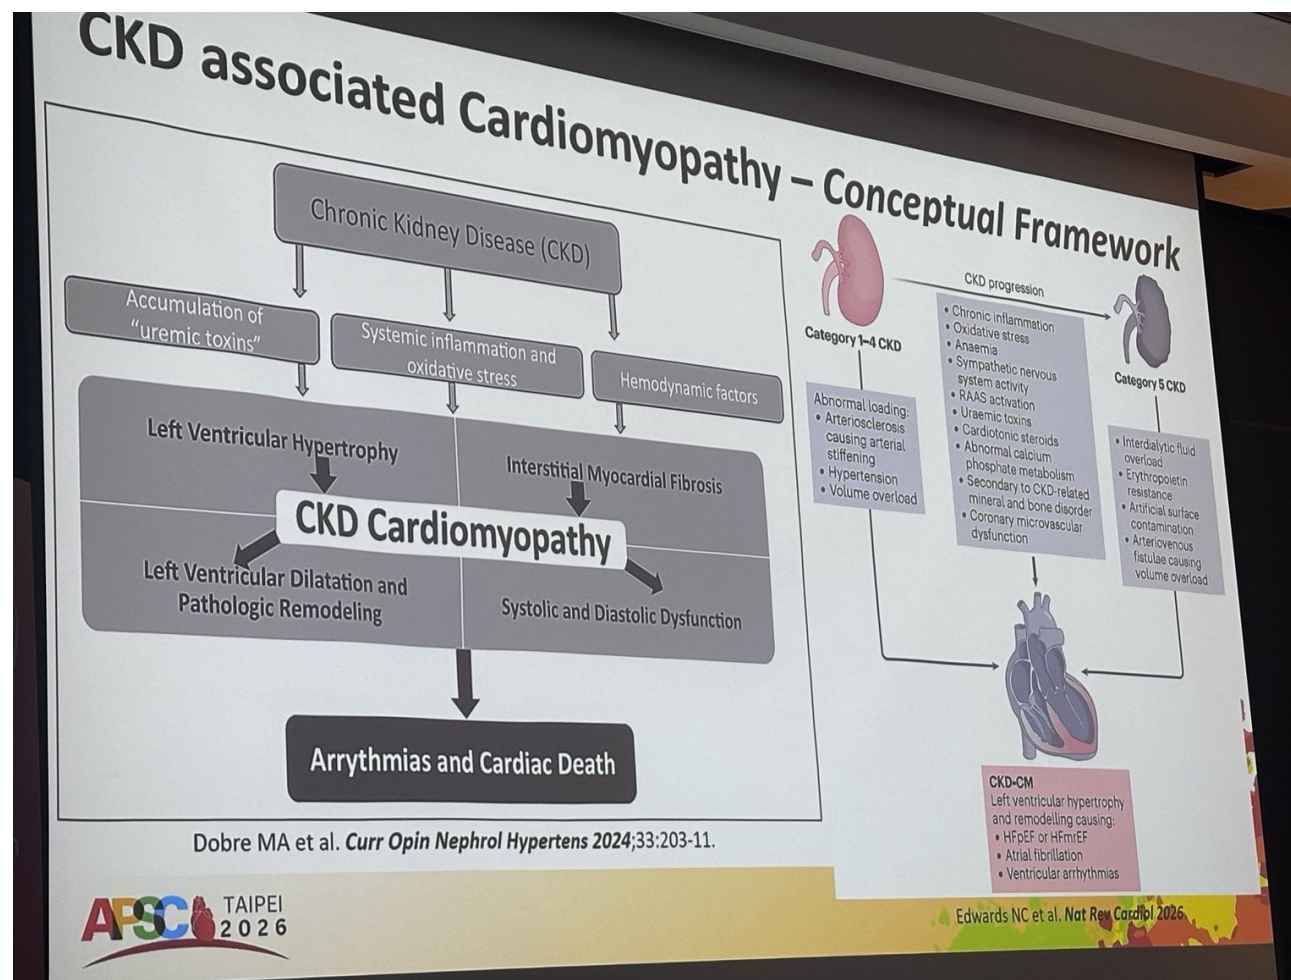 CKD associated Cardiomyopathy – Conceptual Framework
Chronic Kidney Disease (CKD)
Accumulation of
“uremic toxins”
Systemic inflammation and
oxidative stress
Hemodynamic factors
Left Ventricular Hypertrophy
Interstitial Myocardial Fibrosis
CKD Cardiomyopathy
Left Ventricular Dilatation and
Pathologic Remodeling
Systolic and Diastolic Dysfunction
Arrythmias and Cardiac Death
Dobre MA et al. Curr Opin Nephrol Hypertens 2024;33:203-11.
CKD progression
Category 1–4 CKD
Category 5 CKD
Abnormal loading:
• Arteriosclerosis
causing arterial
stiffening
• Hypertension
• Volume overload
• Chronic inflammation
• Oxidative stress
• Anaemia
• Sympathetic nervous
system activity
• RAAS activation
• Uraemic toxins
• Cardiotonic steroids
• Abnormal calcium
phosphate metabolism
• Secondary to CKD-related
mineral and bone disorder
• Coronary microvascular
dysfunction
• Interdialytic fluid
overload
• Erythropoietin
resistance
• Artificial surface
contamination
• Arteriovenous
fistulae causing
volume overload
CKD-CM
Left ventricular hypertrophy
and remodelling causing:
• HFpEF or HFmrEF
• Atrial fibrillation
• Ventricular arrhythmias
Edwards NC et al. Nat Rev Cardiol 2026.
APSC TAIPEI
2026